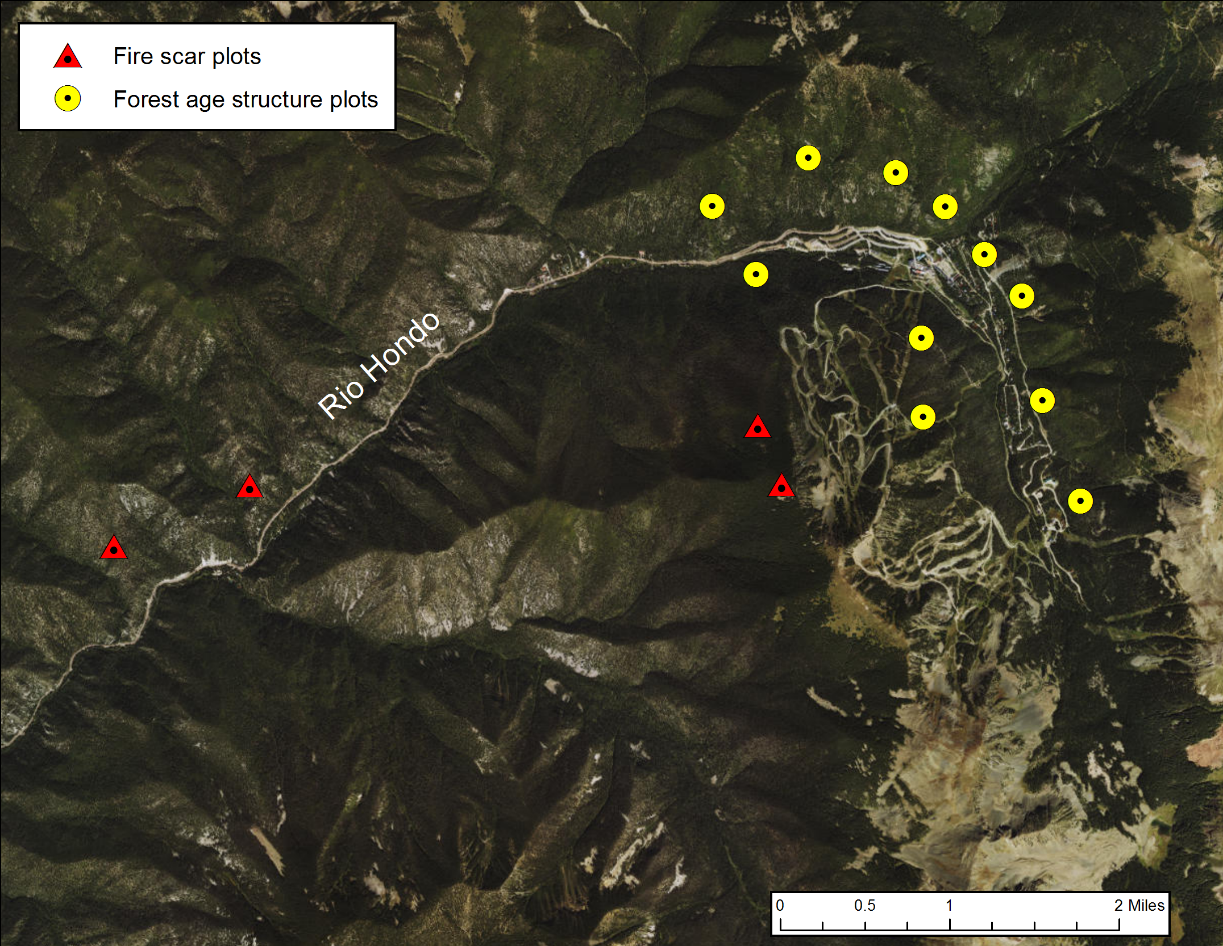 Fire scar plots
Forest age structure plots
Rio Hondo
0 0.5 1 2 Miles